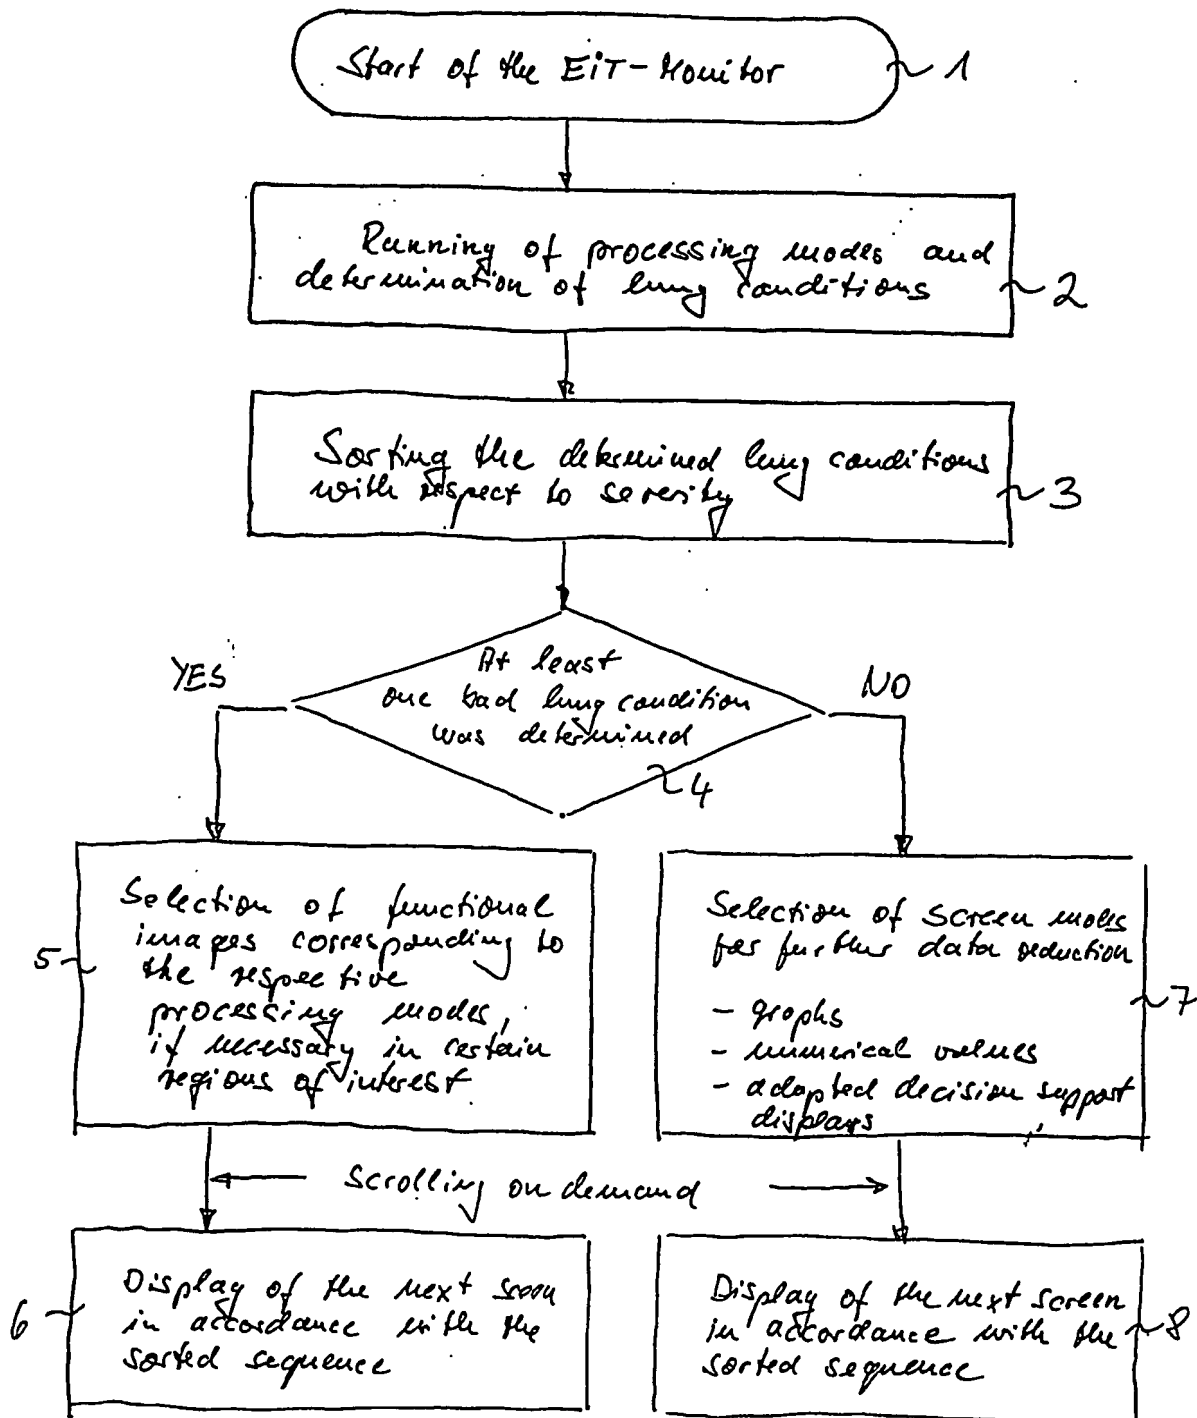 Start of the EIT-Monitor
1
Running of processing modes and
determination of lung conditions
2
Sorting the determined lung conditions
with respect to severity
3
At least
one bad lung condition
was determined
4
YES
NO
Selection of functional
images corresponding to
the respective
processing modes,
if necessary in certain
regions of interest
5
Selection of screen modes
for further data reduction
- graphs
- numerical values
- adapted decision support
displays
7
Scrolling on demand
Display of the next screen
in accordance with the
sorted sequence
6
Display of the next screen
in accordance with the
sorted sequence
8